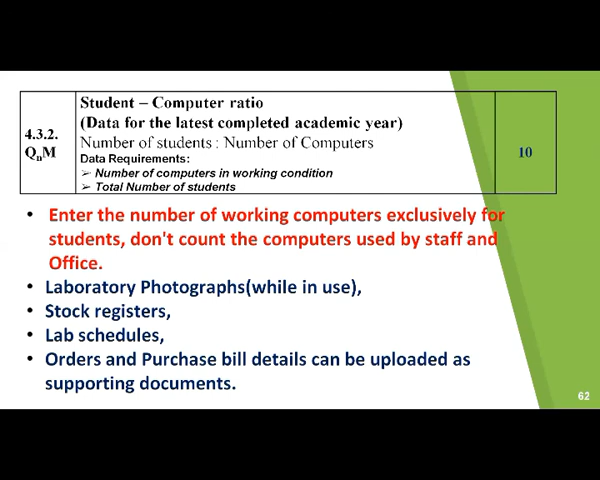 4.3.2.
QnM
Student – Computer ratio
(Data for the latest completed academic year)
Number of students : Number of Computers
Data Requirements:
➢ Number of computers in working condition
➢ Total Number of students
10
• Enter the number of working computers exclusively for
students, don't count the computers used by staff and
Office.
• Laboratory Photographs(while in use),
• Stock registers,
• Lab schedules,
• Orders and Purchase bill details can be uploaded as
supporting documents.
62